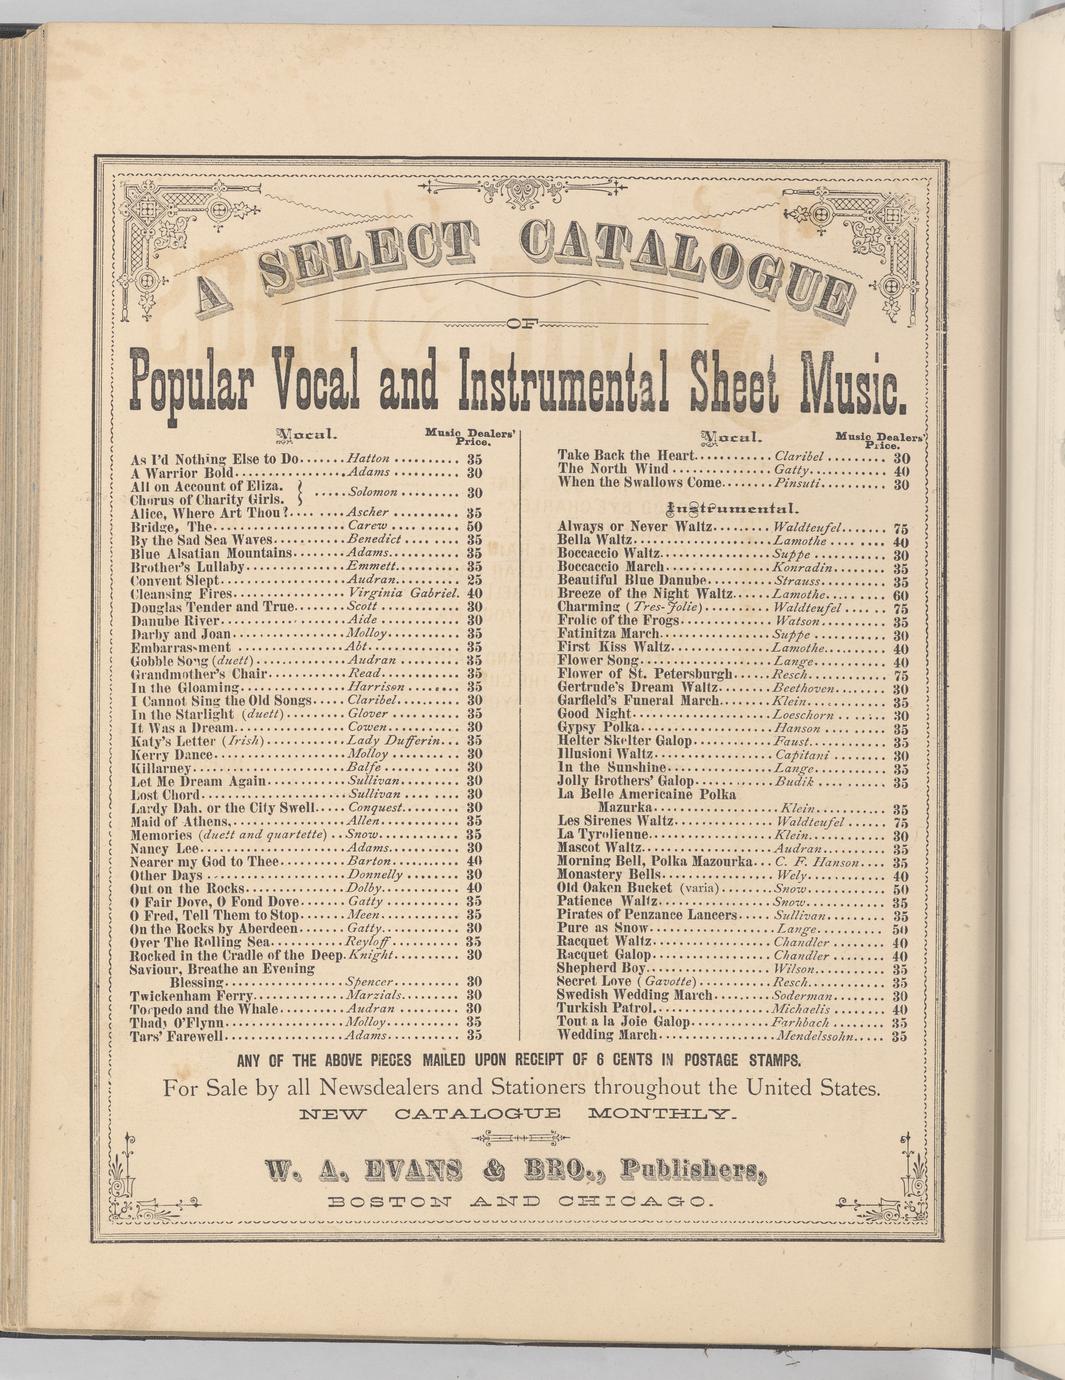 A SELECT CATALOGUE
OF
Popular Vocal and Instrumental Sheet Music.
Vocal. Music Dealers' Price.
As I'd Nothing Else to Do.......Hatton .......... 35
A Warrior Bold..................Adams .......... 30
All on Account of Eliza. }
Chorus of Charity Girls. } .....Solomon ......... 30
Alice, Where Art Thou?..........Ascher .......... 35
Bridge, The.....................Carew ........... 50
By the Sad Sea Waves............Benedict ........ 35
Blue Alsatian Mountains.........Adams........... 35
Brother's Lullaby...............Emmett.......... 35
Convent Slept...................Audran.......... 25
Cleansing Fires.................Virginia Gabriel. 40
Douglas Tender and True.........Scott ........... 30
Danube River....................Aide ............ 30
Darby and Joan..................Molloy.......... 35
Embarrassment ..................Abt............. 35
Gobble Song (duett).............Audran .......... 35
Grandmother's Chair.............Read............ 35
In the Gloaming.................Harrison ........ 35
I Cannot Sing the Old Songs.....Claribel......... 30
In the Starlight (duett)........Glover .......... 35
It Was a Dream..................Cowen........... 30
Katy's Letter (Irish)...........Lady Dufferin... 35
Kerry Dance.....................Molloy .......... 30
Killarney.......................Balfe ........... 30
Let Me Dream Again..............Sullivan......... 30
Lost Chord......................Sullivan ........ 30
Lardy Dah, or the City Swell....Conquest......... 30
Maid of Athens,.................Allen........... 35
Memories (duett and quartette) ..Snow........... 35
Nancy Lee.......................Adams........... 30
Nearer my God to Thee...........Barton.......... 40
Other Days .....................Donnelly ........ 30
Out on the Rocks................Dolby........... 40
O Fair Dove, O Fond Dove........Gatty ........... 35
O Fred, Tell Them to Stop.......Meen............ 35
On the Rocks by Aberdeen........Gatty........... 30
Over The Rolling Sea............Reyloff.......... 35
Rocked in the Cradle of the Deep.Knight.......... 30
Saviour, Breathe an Evening
Blessing................Spencer ......... 30
Twickenham Ferry................Marzials......... 30
Torpedo and the Whale...........Audran .......... 30
Thady O'Flynn...................Molloy.......... 35
Tars' Farewell..................Adams........... 35
Vocal. Music Dealers' Price.
Take Back the Heart.............Claribel ......... 30
The North Wind .................Gatty............ 40
When the Swallows Come..........Pinsuti.......... 30
Instrumental.
Always or Never Waltz...........Waldteufel....... 75
Bella Waltz.....................Lamothe ........ 40
Boccaccio Waltz.................Suppe .......... 30
Boccaccio March.................Konradin........ 35
Beautiful Blue Danube...........Strauss.......... 35
Breeze of the Night Waltz.......Lamothe......... 60
Charming (Tres-Jolie)...........Waldteufel ...... 75
Frolic of the Frogs.............Watson.......... 35
Fatinitza March.................Suppe .......... 30
First Kiss Waltz................Lamothe......... 40
Flower Song.....................Lange........... 40
Flower of St. Petersburgh.......Resch........... 75
Gertrude's Dream Waltz..........Beethoven....... 30
Garfield's Funeral March........Klein........... 35
Good Night......................Loeschorn ....... 30
Gypsy Polka.....................Hanson ......... 35
Helter Skelter Galop............Faust........... 35
Illusioni Waltz.................Capitani ........ 30
In the Sunshine.................Lange........... 35
Jolly Brothers' Galop...........Budik .......... 35
La Belle Americaine Polka
Mazurka.................Klein........... 35
Les Sirenes Waltz...............Waldteufel ...... 75
La Tyrolienne...................Klein........... 30
Mascot Waltz....................Audran.......... 35
Morning Bell, Polka Mazourka... C. F. Hanson.... 35
Monastery Bells.................Wely............ 40
Old Oaken Bucket (varia)........Snow............ 50
Patience Waltz..................Snow............ 35
Pirates of Penzance Lancers.....Sullivan......... 35
Pure as Snow....................Lange........... 50
Racquet Waltz...................Chandler ........ 40
Racquet Galop...................Chandler ........ 40
Shepherd Boy....................Wilson.......... 35
Secret Love (Gavotte)...........Resch........... 35
Swedish Wedding March...........Soderman........ 30
Turkish Patrol..................Michaelis ....... 40
Tout a la Joie Galop............Farhbach ........ 35
Wedding March...................Mendelssohn..... 35
ANY OF THE ABOVE PIECES MAILED UPON RECEIPT OF 6 CENTS IN POSTAGE STAMPS.
For Sale by all Newsdealers and Stationers throughout the United States.
NEW CATALOGUE MONTHLY.
W. A. EVANS & BRO., Publishers,
BOSTON AND CHICAGO.